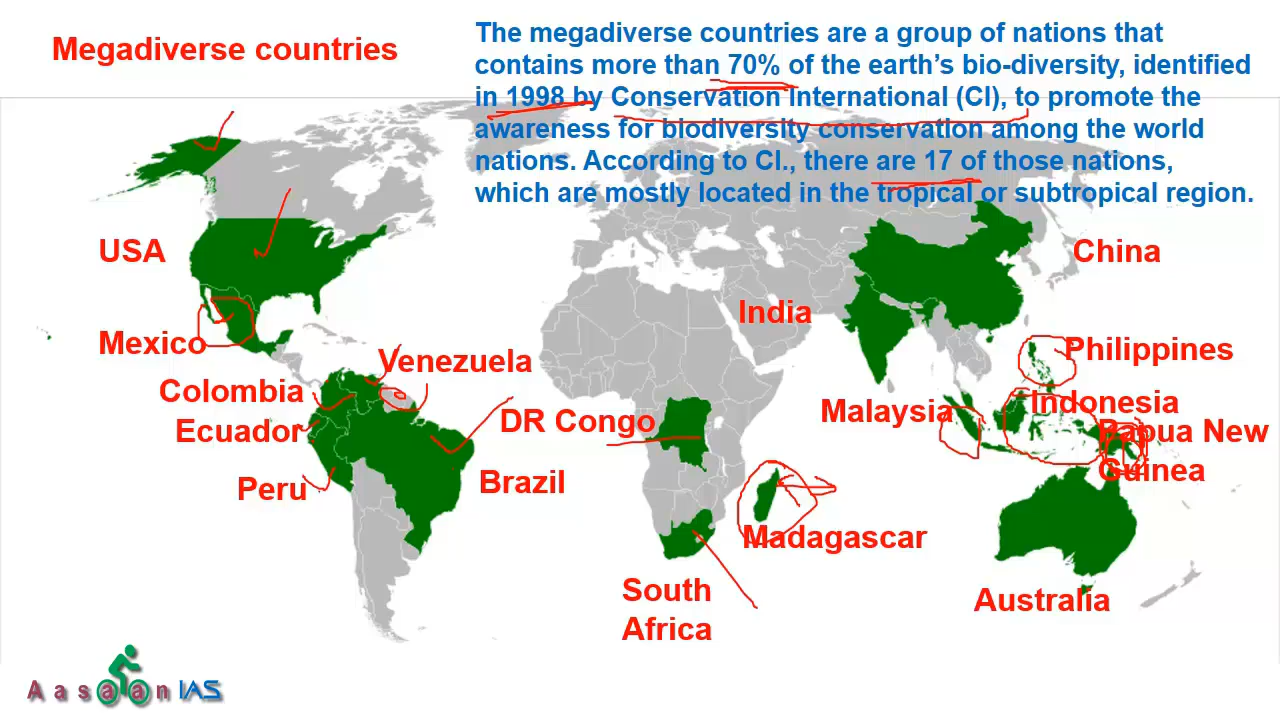 Megadiverse countries
The megadiverse countries are a group of nations that
contains more than 70% of the earth's bio-diversity, identified
in 1998 by Conservation International (CI), to promote the
awareness for biodiversity conservation among the world
nations. According to CI., there are 17 of those nations,
which are mostly located in the tropical or subtropical region.
USA
China
India
Mexico
Philippines
Venezuela
Colombia
Malaysia
Indonesia
Ecuador
DR Congo
Papua New
Guinea
Peru
Brazil
Madagascar
South
Africa
Australia
Aasaan IAS